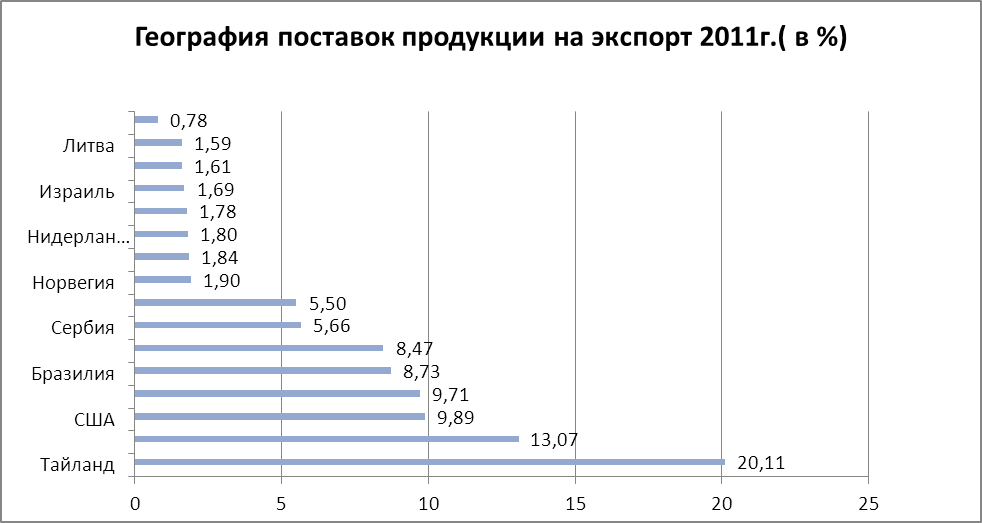 География поставок продукции на экспорт 2011г.( в %)
0,78
Литва 1,59
1,61
Израиль 1,69
1,78
Нидерлан... 1,80
1,84
Норвегия 1,90
5,50
Сербия 5,66
8,47
Бразилия 8,73
9,71
США 9,89
13,07
Тайланд 20,11
0 5 10 15 20 25